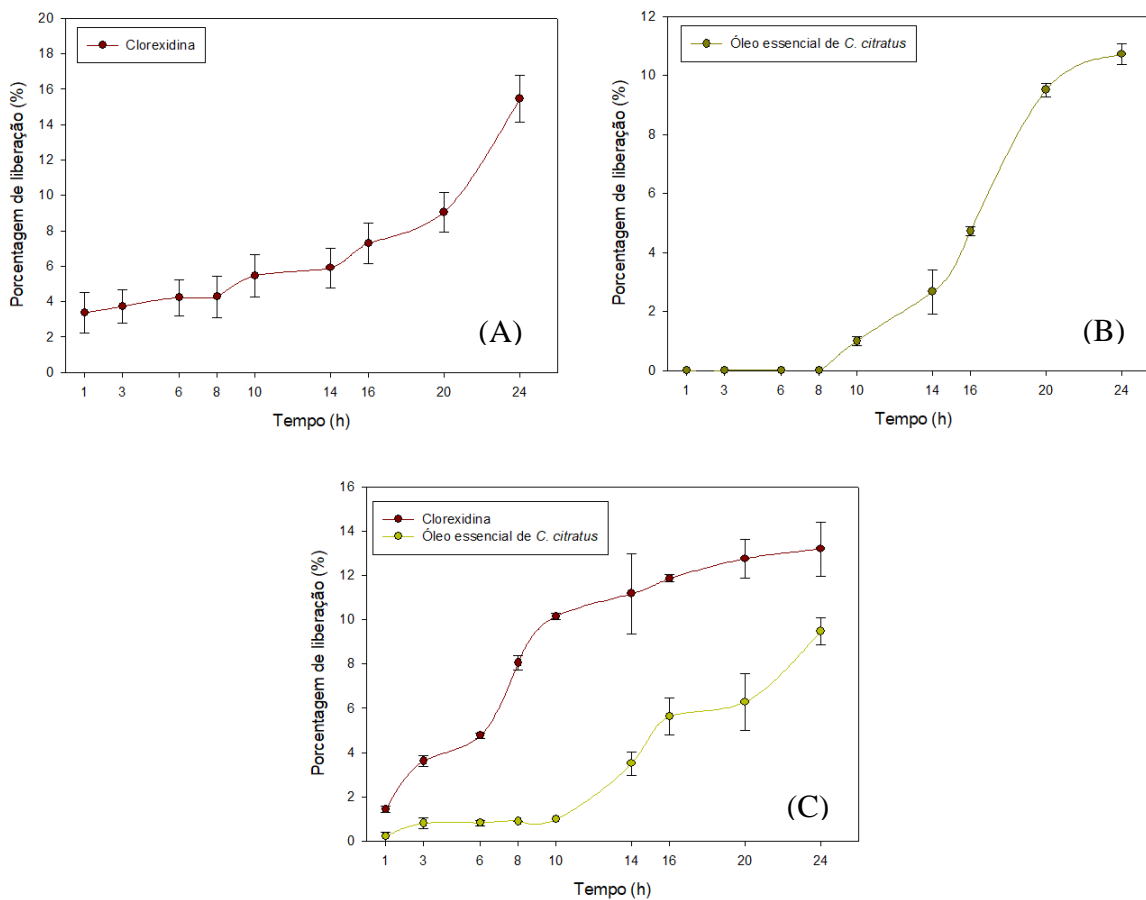 20
18
16
14
12
10
8
6
4
2
0
Porcentagem de liberação (%)
Clorexidina
(A)
1 3 6 8 10 14 16 20 24
Tempo (h)
12
10
8
6
4
2
0
Porcentagem de liberação (%)
Óleo essencial de C. citratus
(B)
1 3 6 8 10 14 16 20 24
Tempo (h)
16
14
12
10
8
6
4
2
0
Porcentagem de liberação (%)
Clorexidina
Óleo essencial de C. citratus
(C)
1 3 6 8 10 14 16 20 24
Tempo (h)